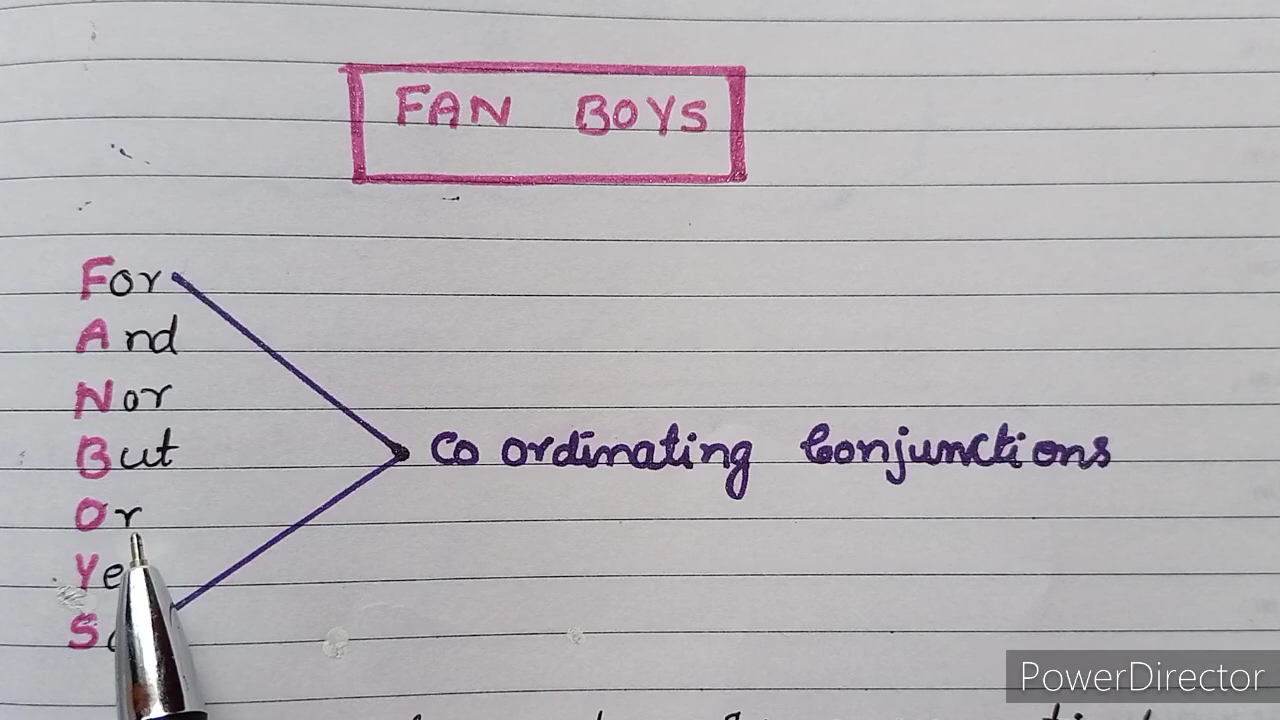 FAN BOYS
For
And
Nor
But
Co ordinating Conjunctions
Or
PowerDirector